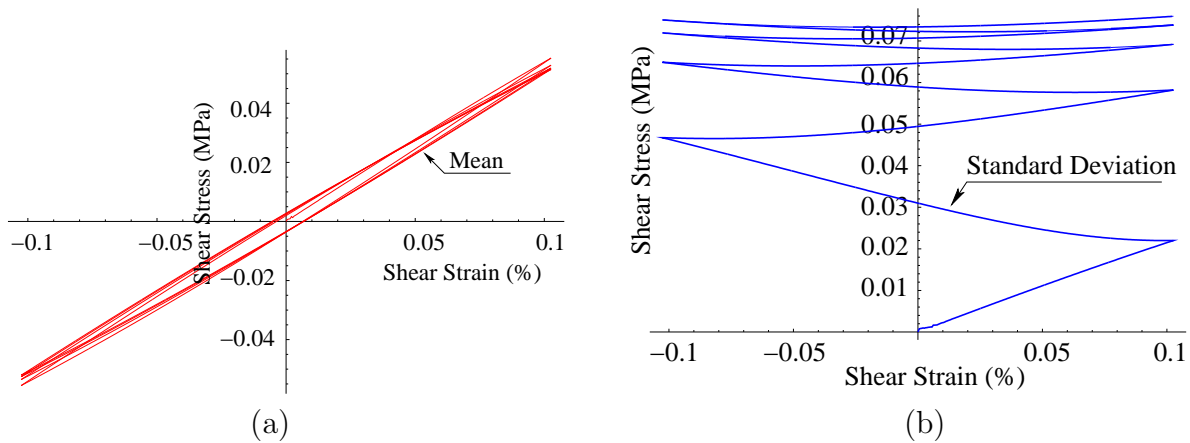 Shear Stress (MPa)
0.04
0.02
−0.02
−0.04
−0.1
−0.05
0.05
0.1
Mean
Shear Strain (%)
(a)
Shear Stress (MPa)
0.07
0.06
0.05
0.04
0.03
0.02
0.01
−0.1
−0.05
0.05
0.1
Standard Deviation
Shear Strain (%)
(b)